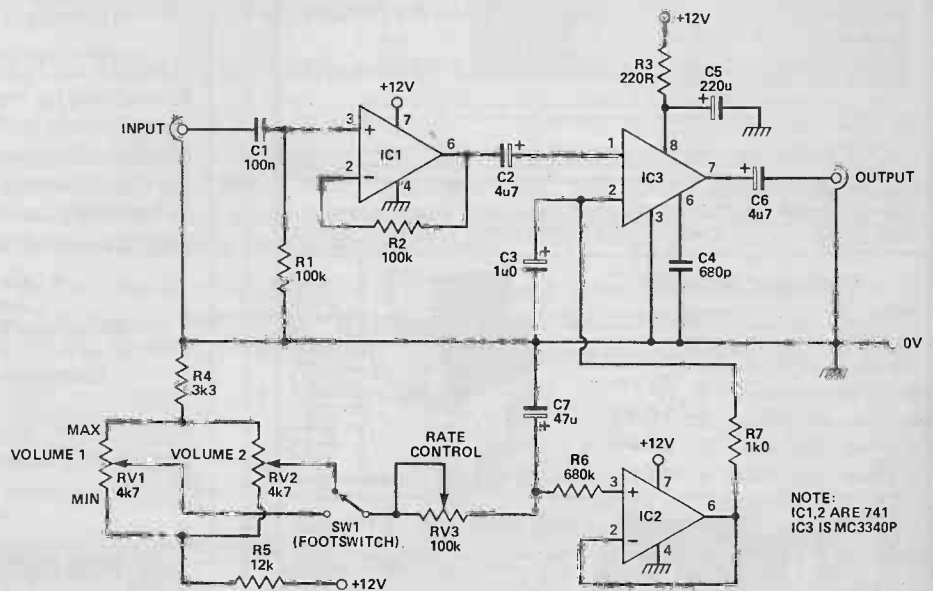 +12V
R3
220R
C5
220u
+
+12V
INPUT
C1
100n
3
+
7
IC1
6
2
-
4
R2
100k
C2
4u7
+
1
8
IC3
7
2
6
3
+
C6
4u7
OUTPUT
R1
100k
C3
1u0
+
C4
680p
0V
R4
3k3
C7
47u
+
MAX
VOLUME 1
RV1
4k7
MIN
VOLUME 2
RV2
4k7
RATE
CONTROL
SW1
(FOOTSWITCH)
RV3
100k
R6
680k
+12V
3
+
7
IC2
6
2
-
4
R7
1k0
R5
12k
+12V
NOTE:
IC1,2 ARE 741
IC3 IS MC3340P